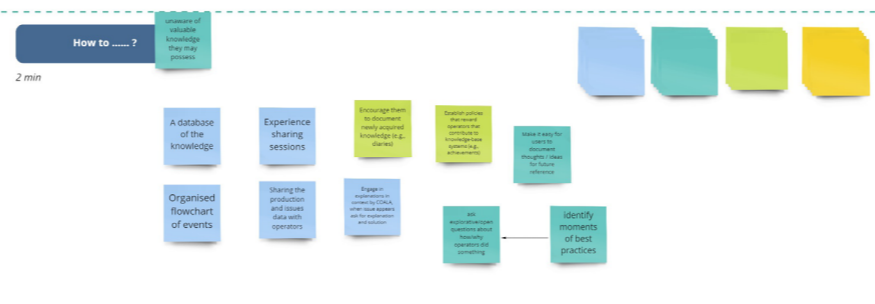 unaware of
valuable
knowledge
they may
possess
How to ...... ?
2 min
A database
of the
knowledge
Experience
sharing
sessions
Encourage them
to document
newly acquired
knowledge (e.g.,
diaries)
Establish policies
that reward
operators that
contribute to
knowledge base
systems (e.g.,
achievements)
Make it easy for
users to
document
thoughts / ideas
for future
reference
Organised
flowchart
of events
Sharing the
production
and issues
data with
operators
Engage in
explanations in
context by COALA,
when issue appears
ask for explanation
and solution
ask
explorative/open
questions about
how/why
operators did
something
identify
moments
of best
practices